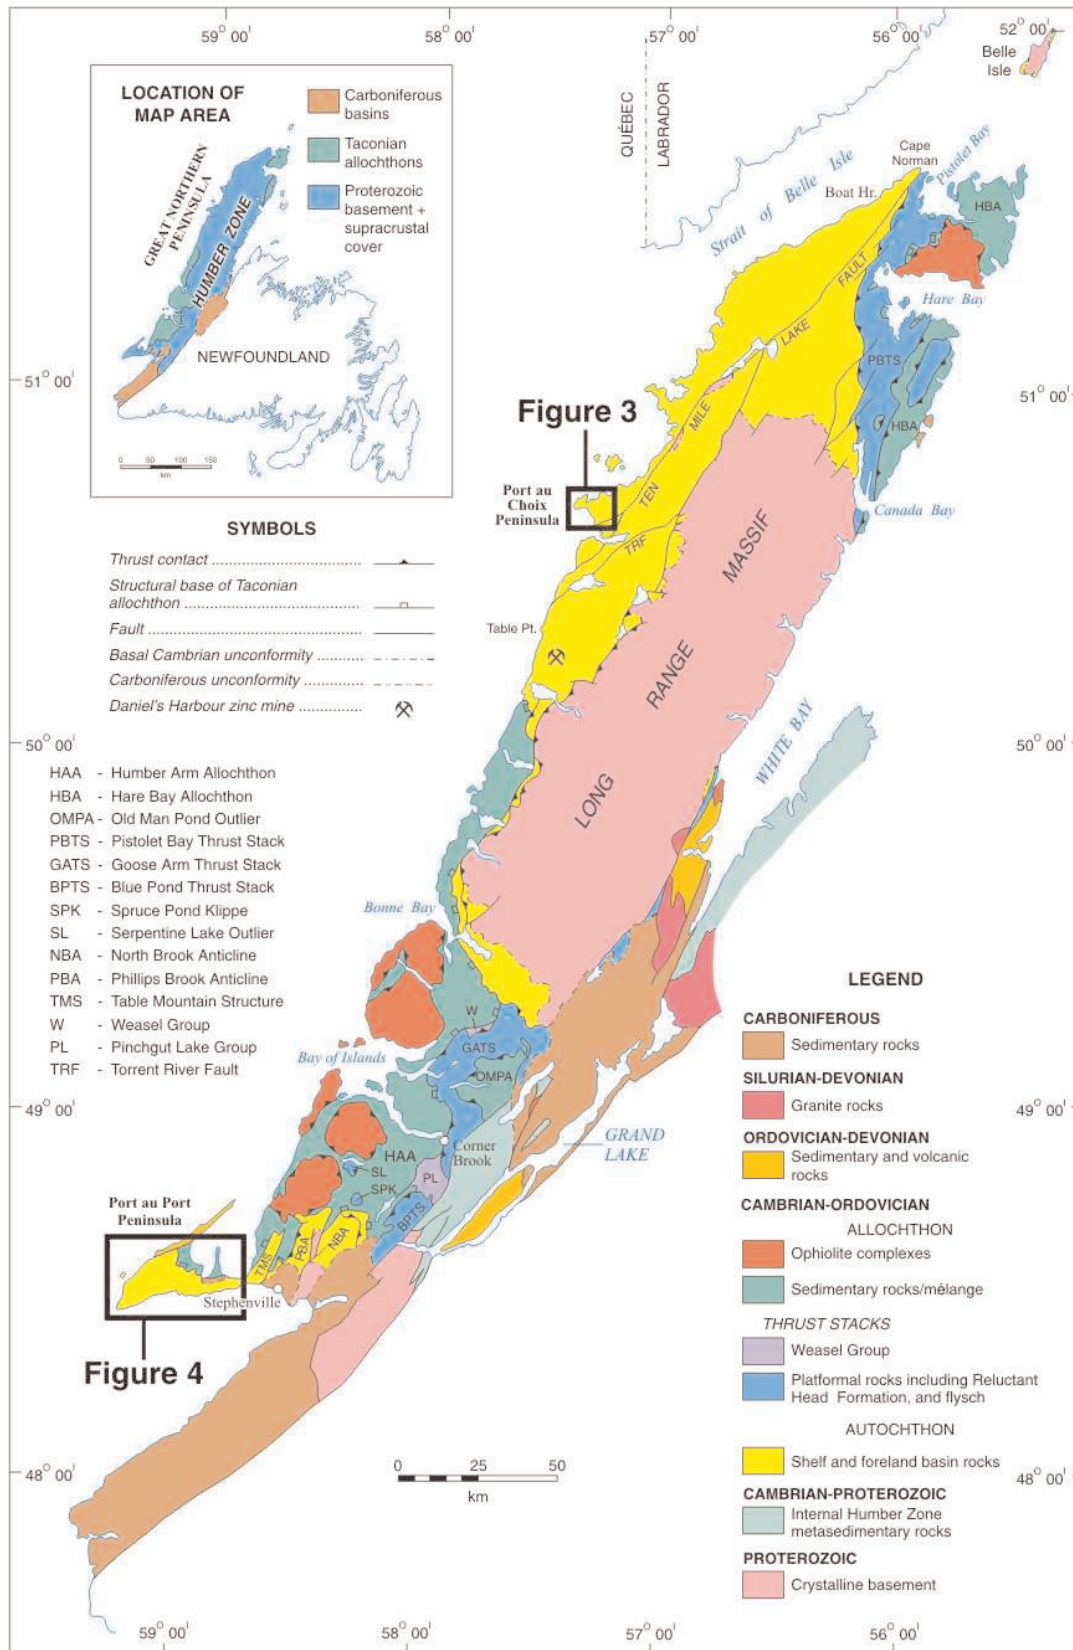 59° 00'
58° 00'
57° 00'
56° 00'
52° 00'
Belle
Isle
LOCATION OF
MAP AREA
Carboniferous
basins
Taconian
allochthons
Proterozoic
basement +
supracrustal
cover
GREAT NORTHERN
PENINSULA
HUMBER ZONE
NEWFOUNDLAND
0 50 100 150
km
QUÉBEC
LABRADOR
Strait of Belle Isle
Cape
Norman
Boat Hr.
Pistolet Bay
HBA
Hare Bay
FAULT
LAKE
MILE
TEN
PBTS
HBA
51° 00'
51° 00'
Figure 3
Port au
Choix
Peninsula
TRF
Canada Bay
SYMBOLS
Thrust contact
Structural base of Taconian
allochthon
Fault
Basal Cambrian unconformity
Carboniferous unconformity
Daniel's Harbour zinc mine
Table Pt.
LONG
RANGE
MASSIF
WHITE BAY
50° 00'
50° 00'
HAA - Humber Arm Allochthon
HBA - Hare Bay Allochthon
OMPA - Old Man Pond Outlier
PBTS - Pistolet Bay Thrust Stack
GATS - Goose Arm Thrust Stack
BPTS - Blue Pond Thrust Stack
SPK - Spruce Pond Klippe
SL - Serpentine Lake Outlier
NBA - North Brook Anticline
PBA - Phillips Brook Anticline
TMS - Table Mountain Structure
W - Weasel Group
PL - Pinchgut Lake Group
TRF - Torrent River Fault
Bonne Bay
W
GATS
OMPA
Bay of Islands
49° 00'
49° 00'
Corner
Brook
HAA
SL
SPK
PL
BPTS
NBA
PBA
TMS
GRAND
LAKE
Port au Port
Peninsula
Stephenville
Figure 4
LEGEND
CARBONIFEROUS
Sedimentary rocks
SILURIAN-DEVONIAN
Granite rocks
ORDOVICIAN-DEVONIAN
Sedimentary and volcanic
rocks
CAMBRIAN-ORDOVICIAN
ALLOCHTHON
Ophiolite complexes
Sedimentary rocks/mélange
THRUST STACKS
Weasel Group
Platformal rocks including Reluctant
Head Formation, and flysch
AUTOCHTHON
Shelf and foreland basin rocks
CAMBRIAN-PROTEROZOIC
Internal Humber Zone
metasedimentary rocks
PROTEROZOIC
Crystalline basement
0 25 50
km
48° 00'
48° 00'
59° 00'
58° 00'
57° 00'
56° 00'